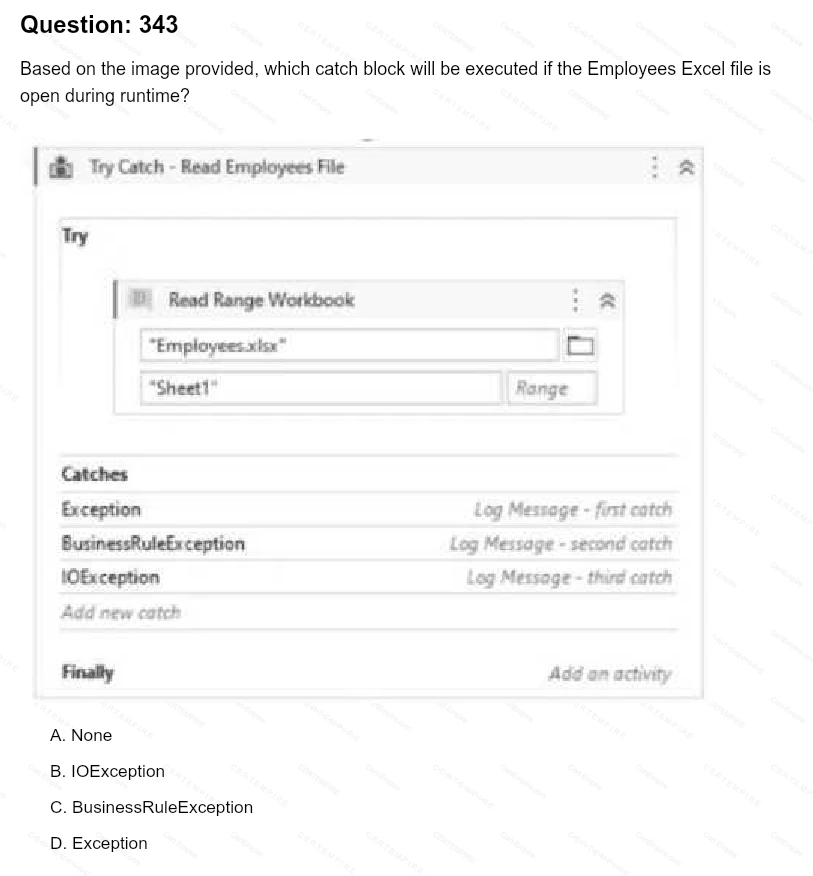 Question: 343
Based on the image provided, which catch block will be executed if the Employees Excel file is
open during runtime?
Try Catch - Read Employees File
Try
Read Range Workbook
"Employees.xlsx"
"Sheet1"
Range
Catches
Exception
Log Message - first catch
BusinessRuleException
Log Message - second catch
IOException
Log Message - third catch
Add new catch
Finally
Add an activity
A. None
B. IOException
C. BusinessRuleException
D. Exception